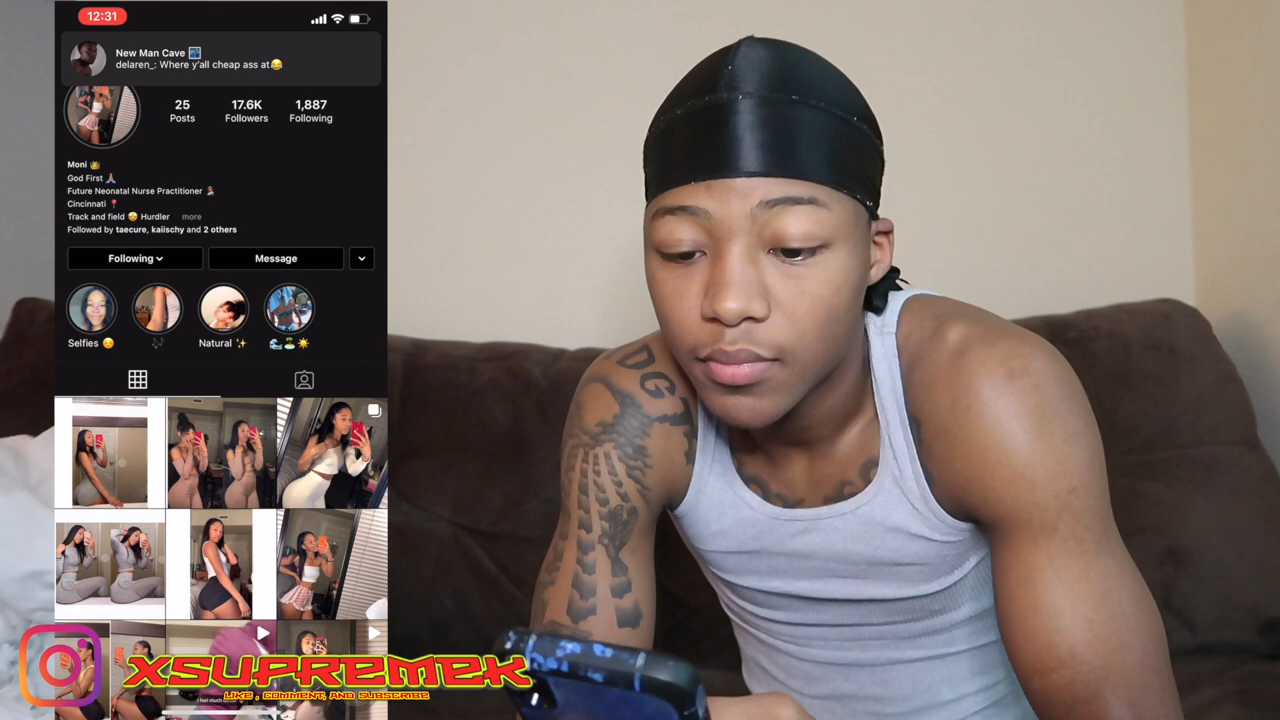 12:31
New Man Cave
delaren_: Where y'all cheap ass at😂
25 17.6K 1,887
Posts Followers Following
Moni 👑
God First 🙏🏽
Future Neonatal Nurse Practitioner
Cincinnati 📍
Track and field 🤩 Hurdler more
Followed by taecure, kaiischy and 2 others
Following Message
Selfies ☺️ 🎶 Natural ✨ 🌊🏝☀️
DGT
XSUPREMEK
LIKE, COMMENT, AND SUBSCRIBE